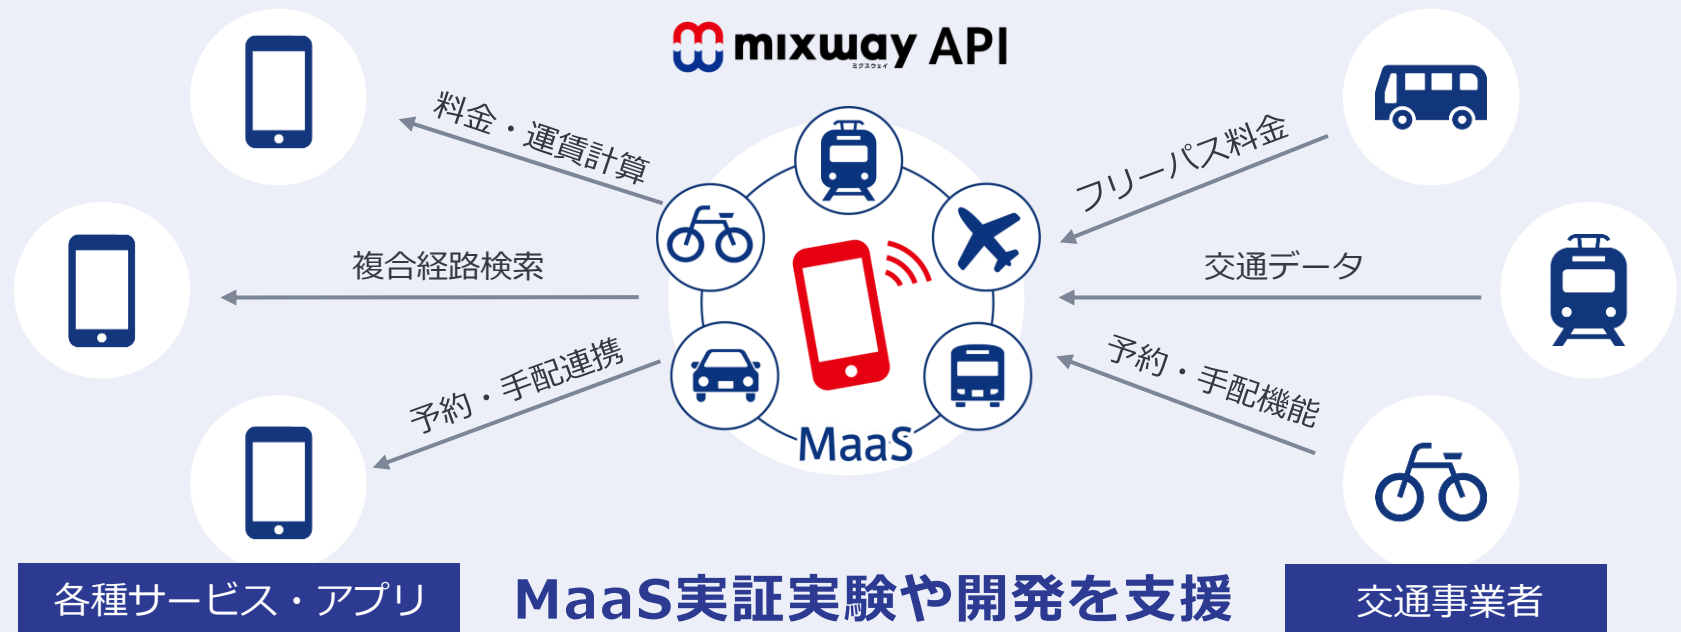 mixway API
ミクスウェイ
料金・運賃計算
複合経路検索
予約・手配連携
フリーパス料金
交通データ
予約・手配機能
MaaS
各種サービス・アプリ
MaaS実証実験や開発を支援
交通事業者